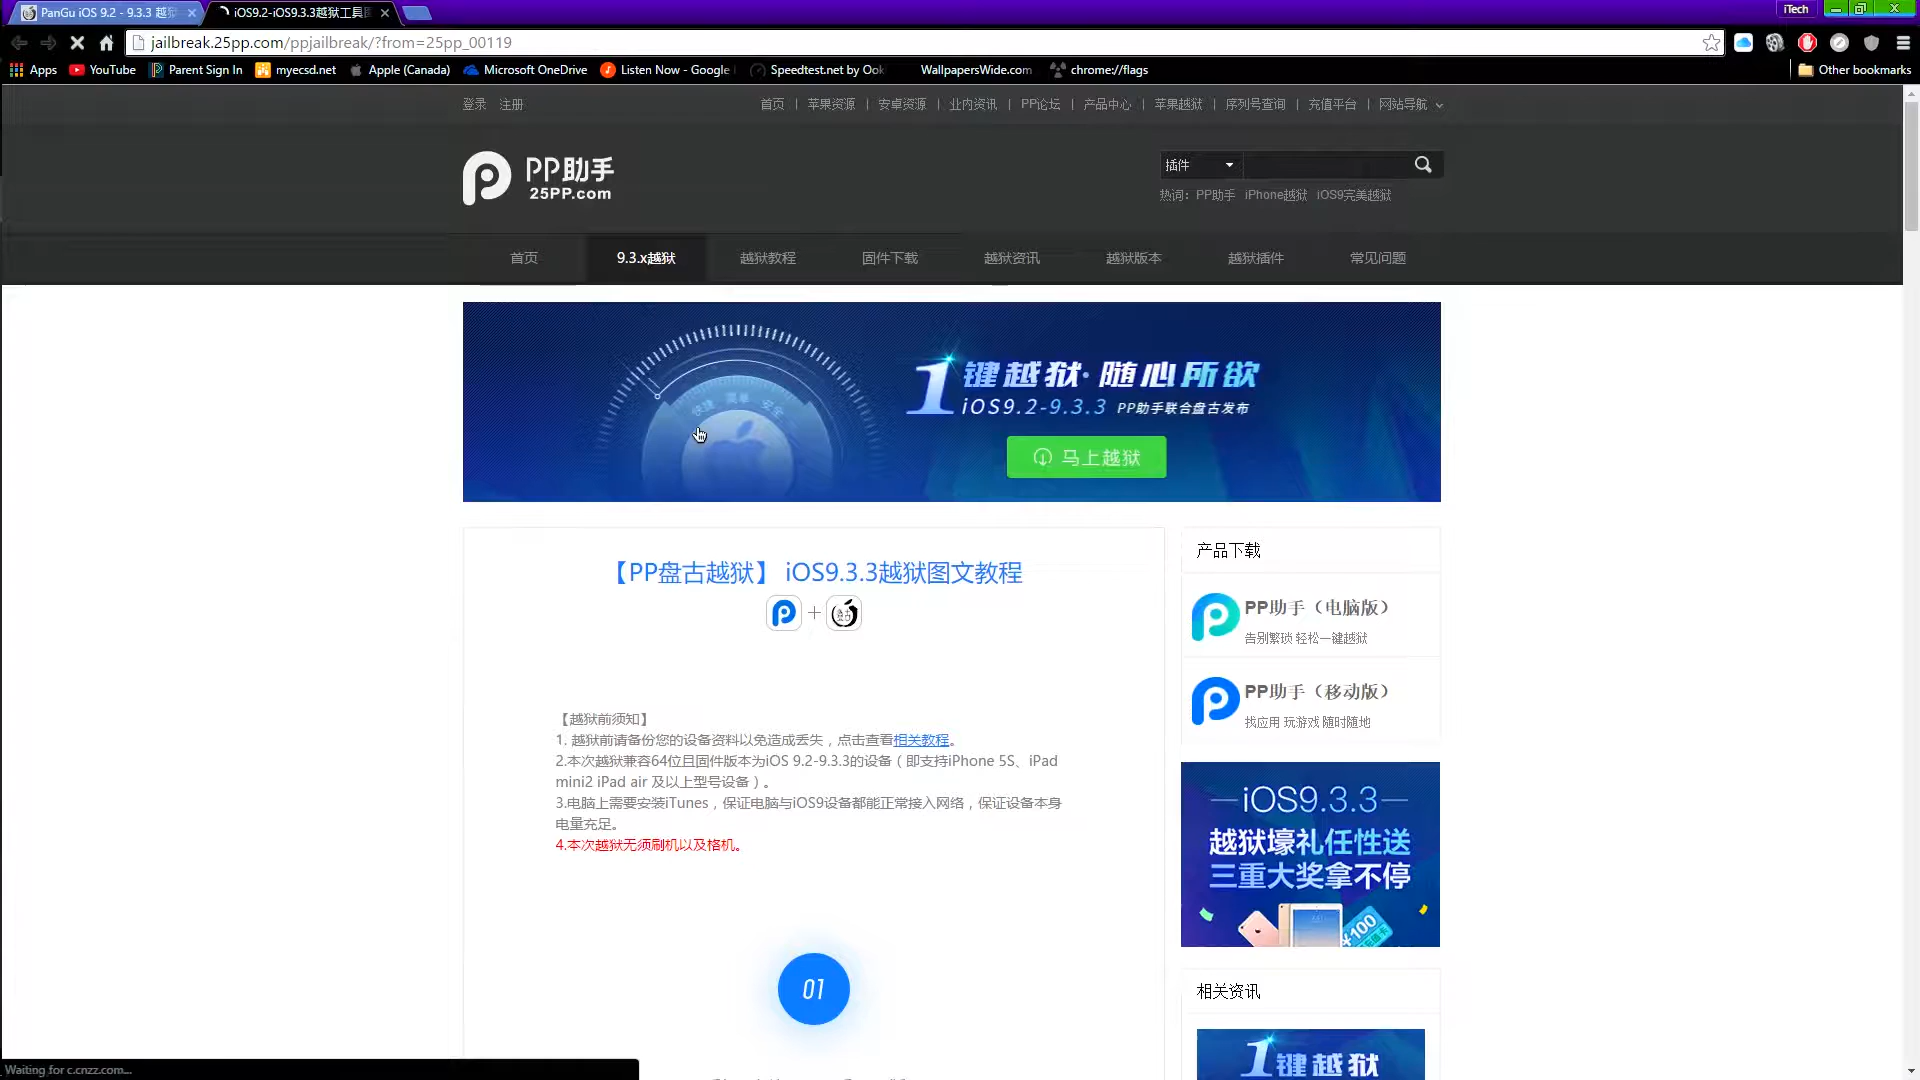 PanGu iOS 9.2 - 9.3.3 越狱
iOS9.2-iOS9.3.3越狱工具
iTech
jailbreak.25pp.com/ppjailbreak/?from=25pp_00119
Apps YouTube Parent Sign In myecsd.net Apple (Canada) Microsoft OneDrive Listen Now - Google Speedtest.net by Ook WallpapersWide.com chrome://flags Other bookmarks
登录 注册 首页 | 苹果资源 | 安卓资源 | 业内资讯 | PP论坛 | 产品中心 | 苹果越狱 | 序列号查询 | 充值平台 | 网站导航
PP助手
25PP.com
插件
热词: PP助手 iPhone越狱 iOS9完美越狱
首页 9.3.x越狱 越狱教程 固件下载 越狱资讯 越狱版本 越狱插件 常见问题
快捷 简单 安全
1键越狱·随心所欲
iOS9.2-9.3.3 PP助手联合盘古发布
马上越狱
【PP盘古越狱】 iOS9.3.3越狱图文教程
+ 盘古
【越狱前须知】
1. 越狱前请备份您的设备资料以免造成丢失，点击查看相关教程。
2.本次越狱兼容64位且固件版本为iOS 9.2-9.3.3的设备（即支持iPhone 5S、iPad
mini2 iPad air 及以上型号设备）。
3.电脑上需要安装iTunes，保证电脑与iOS9设备都能正常接入网络，保证设备本身
电量充足。
4.本次越狱无须刷机以及格机。
01
产品下载
PP助手（电脑版）
告别繁琐 轻松一键越狱
PP助手（移动版）
找应用 玩游戏 随时随地
iOS9.3.3
越狱壕礼任性送
三重大奖拿不停
¥100
相关资讯
1键越狱
Waiting for c.cnzz.com...